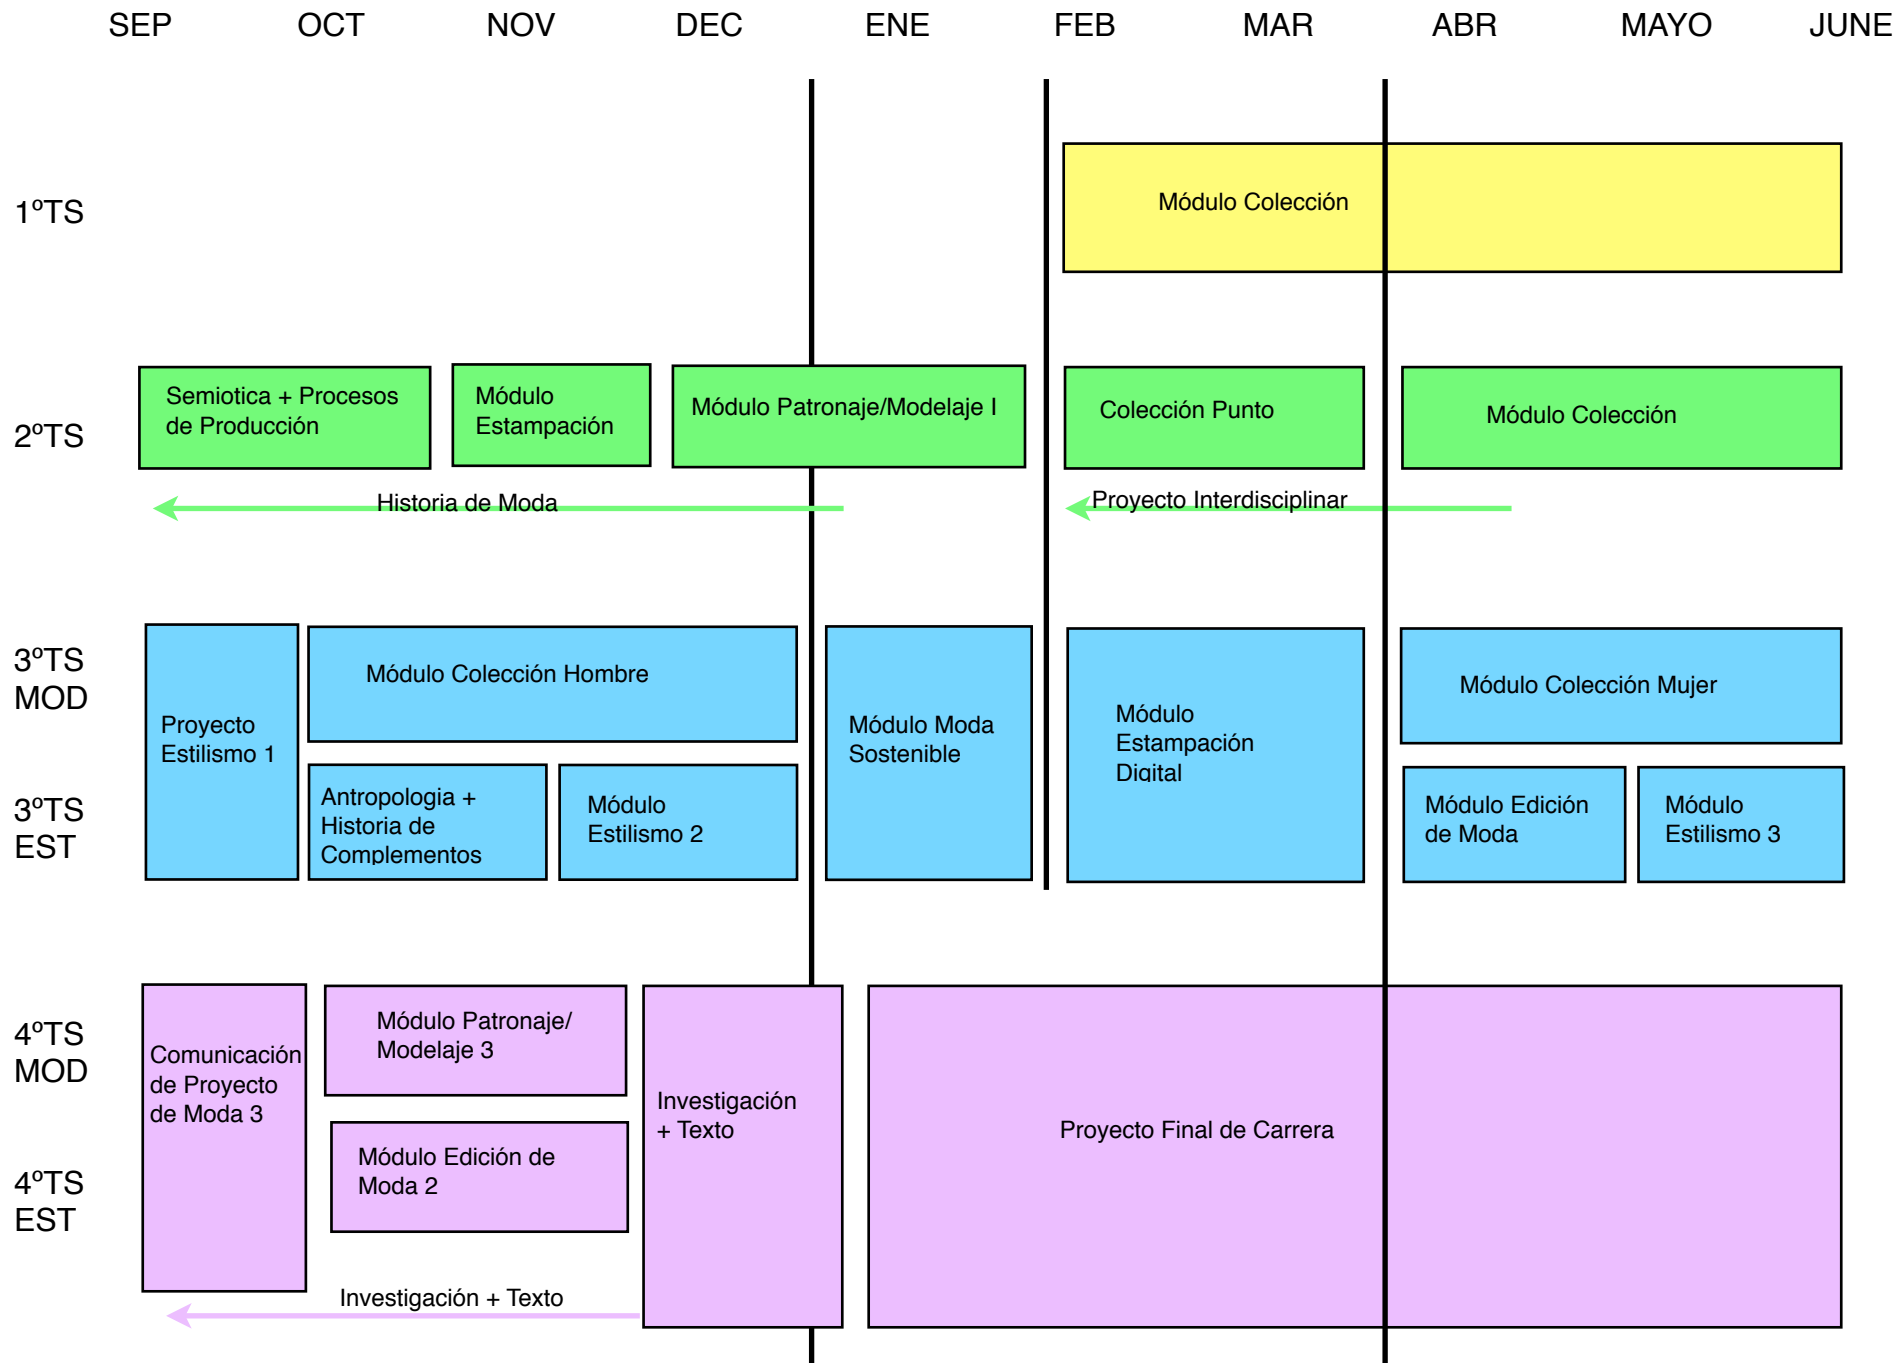 SEP OCT NOV DEC ENE FEB MAR ABR MAYO JUNE
1ºTS
Módulo Colección
2ºTS
Semiotica + Procesos
de Producción
Módulo
Estampación
Módulo Patronaje/Modelaje I
Colección Punto
Módulo Colección
Historia de Moda
Proyecto Interdisciplinar
3ºTS
MOD
Proyecto
Estilismo 1
Módulo Colección Hombre
Módulo Moda
Sostenible
Módulo
Estampación
Digital
Módulo Colección Mujer
3ºTS
EST
Antropologia +
Historia de
Complementos
Módulo
Estilismo 2
Módulo Edición
de Moda
Módulo
Estilismo 3
4ºTS
MOD
Comunicación
de Proyecto
de Moda 3
Módulo Patronaje/
Modelaje 3
Investigación
+ Texto
Proyecto Final de Carrera
4ºTS
EST
Módulo Edición de
Moda 2
Investigación + Texto